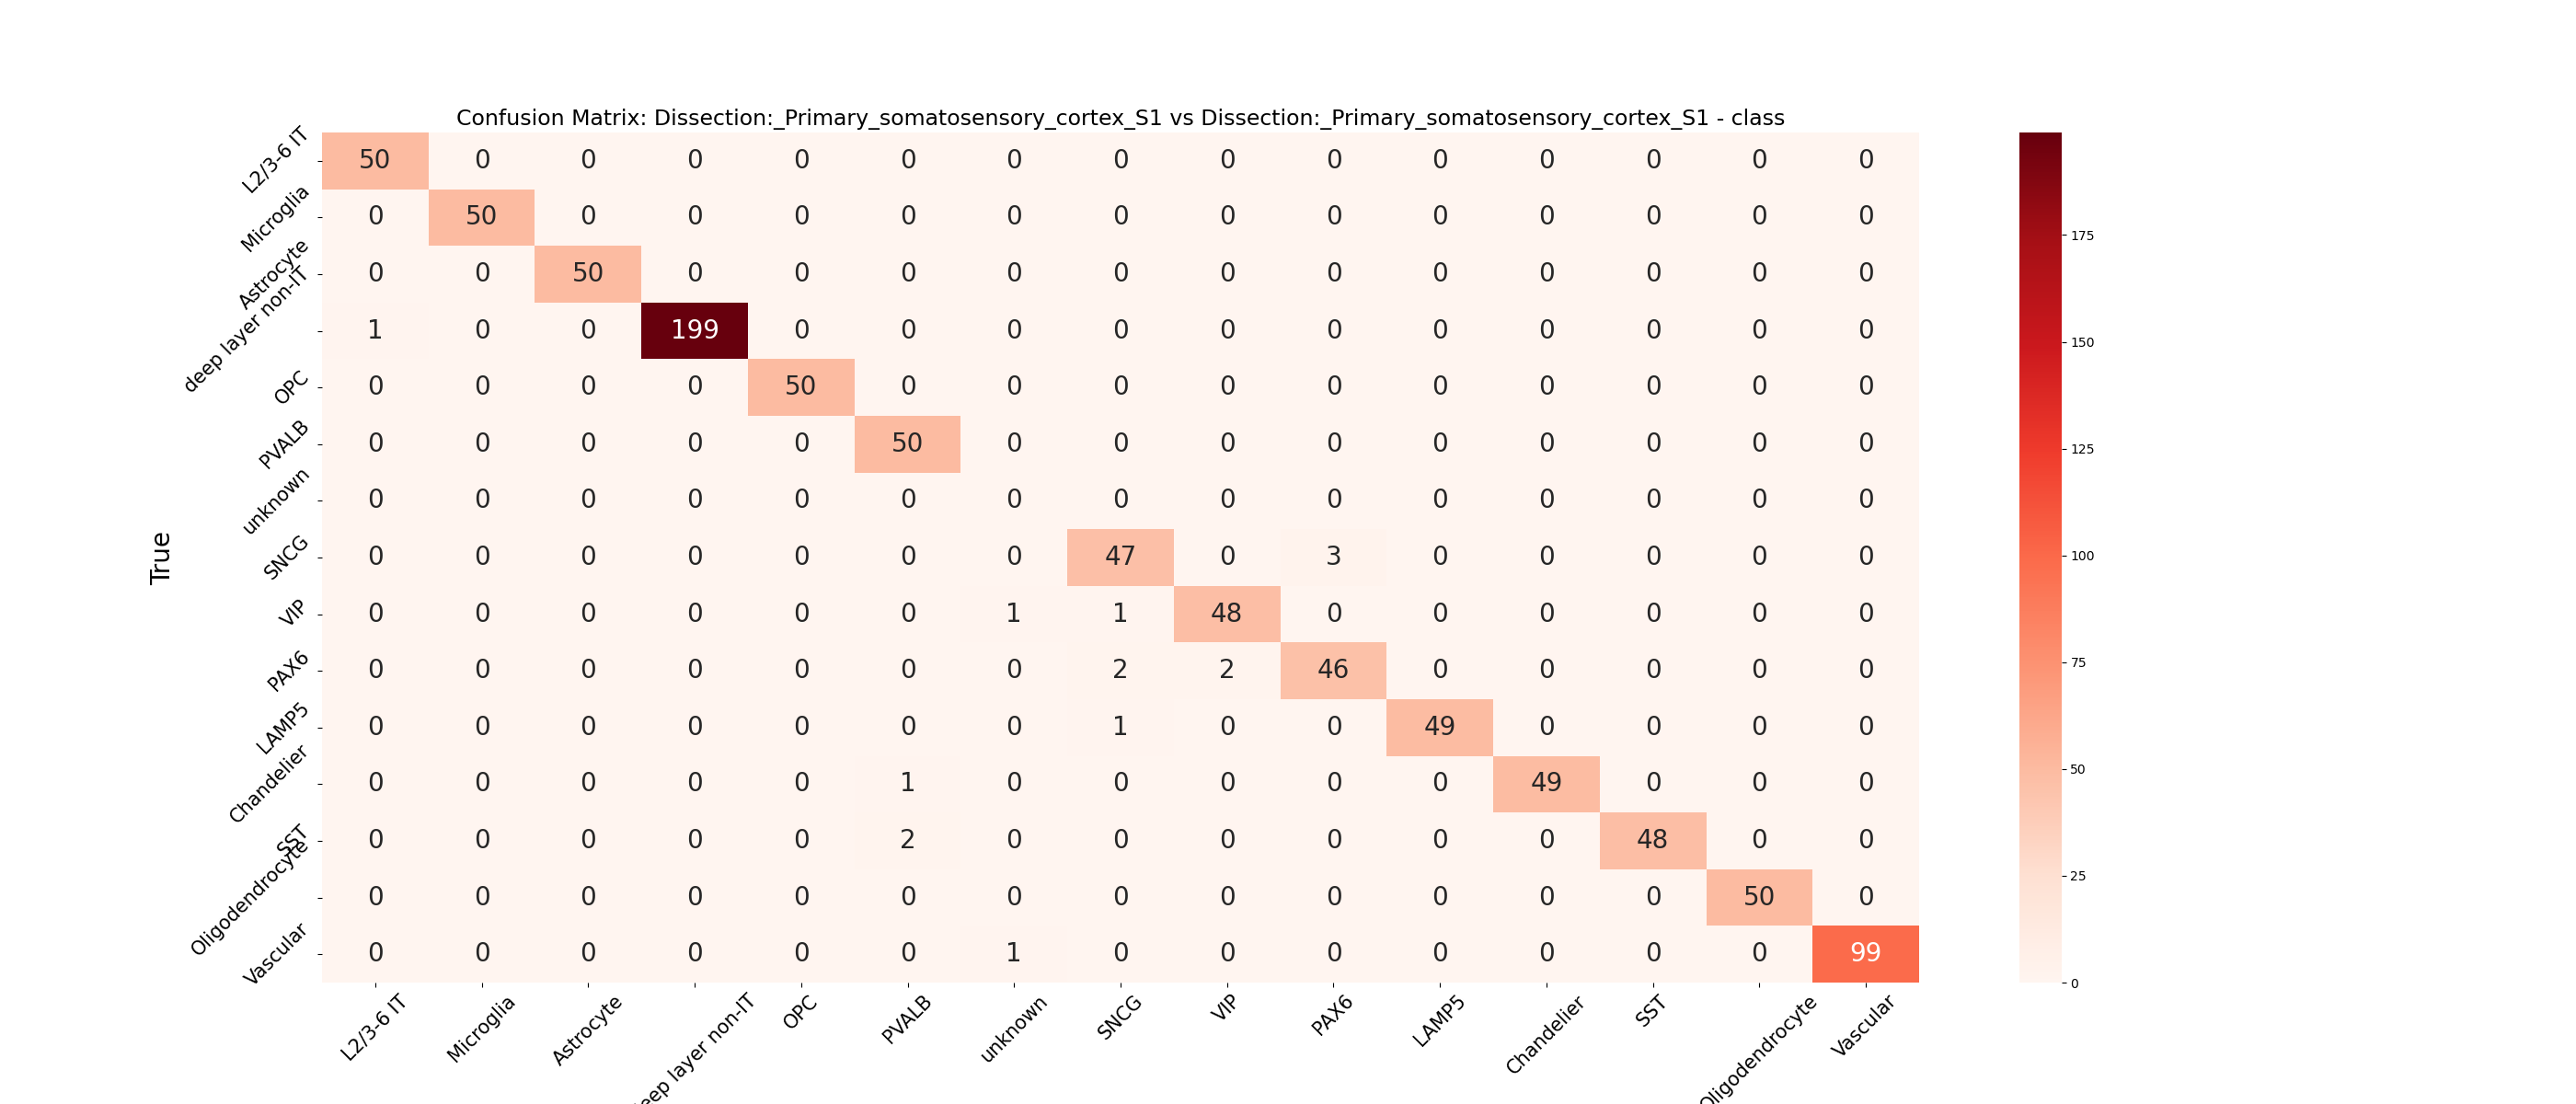 Confusion Matrix: Dissection:_Primary_somatosensory_cortex_S1 vs Dissection:_Primary_somatosensory_cortex_S1 - class
True
L2/3-6 IT 50 0 0 0 0 0 0 0 0 0 0 0 0 0 0
Microglia 0 50 0 0 0 0 0 0 0 0 0 0 0 0 0
Astrocyte 0 0 50 0 0 0 0 0 0 0 0 0 0 0 0
deep layer non-IT 1 0 0 199 0 0 0 0 0 0 0 0 0 0 0
OPC 0 0 0 0 50 0 0 0 0 0 0 0 0 0 0
PVALB 0 0 0 0 0 50 0 0 0 0 0 0 0 0 0
unknown 0 0 0 0 0 0 0 0 0 0 0 0 0 0 0
SNCG 0 0 0 0 0 0 0 47 0 3 0 0 0 0 0
VIP 0 0 0 0 0 0 1 1 48 0 0 0 0 0 0
PAX6 0 0 0 0 0 0 0 2 2 46 0 0 0 0 0
LAMP5 0 0 0 0 0 0 0 1 0 0 49 0 0 0 0
Chandelier 0 0 0 0 0 1 0 0 0 0 0 49 0 0 0
SST 0 0 0 0 0 2 0 0 0 0 0 0 48 0 0
Oligodendrocyte 0 0 0 0 0 0 0 0 0 0 0 0 0 50 0
Vascular 0 0 0 0 0 0 1 0 0 0 0 0 0 0 99
L2/3-6 IT Microglia Astrocyte eep layer non-IT OPC PVALB unknown SNCG VIP PAX6 LAMP5 Chandelier SST Oligodendrocyte Vascular
175
150
125
100
75
50
25
0